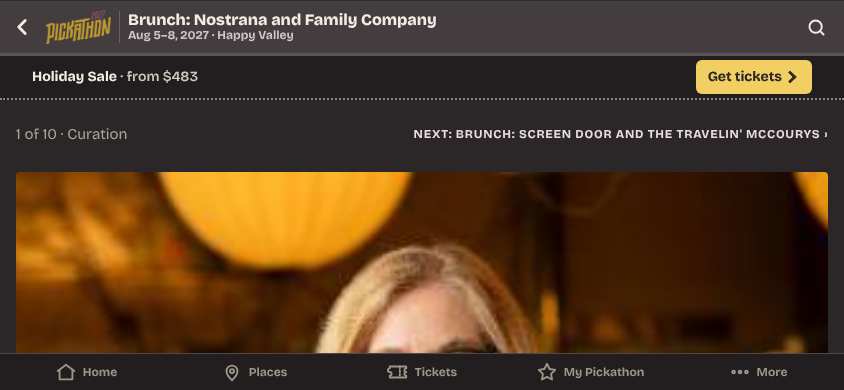 PICKATHON
Brunch: Nostrana and Family Company
Aug 5–8, 2027 · Happy Valley
Holiday Sale · from $483
Get tickets
1 of 10 · Curation
NEXT: BRUNCH: SCREEN DOOR AND THE TRAVELIN' MCCOURYS ›
Home
Places
Tickets
My Pickathon
More